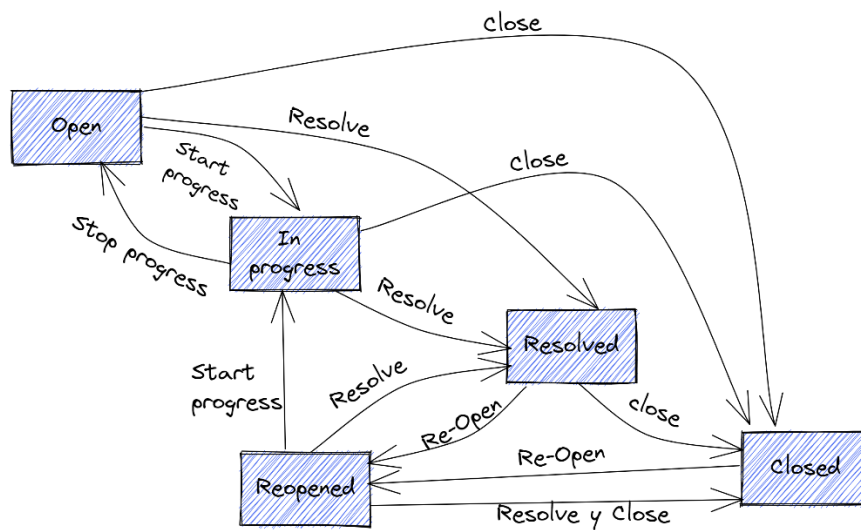 Close
Open
Resolve
Start
progress
Close
Stop progress
In
progress
Resolve
Resolved
Start
progress
Resolve
Re-Open
Close
Re-Open
Closed
Reopened
Resolve y Close